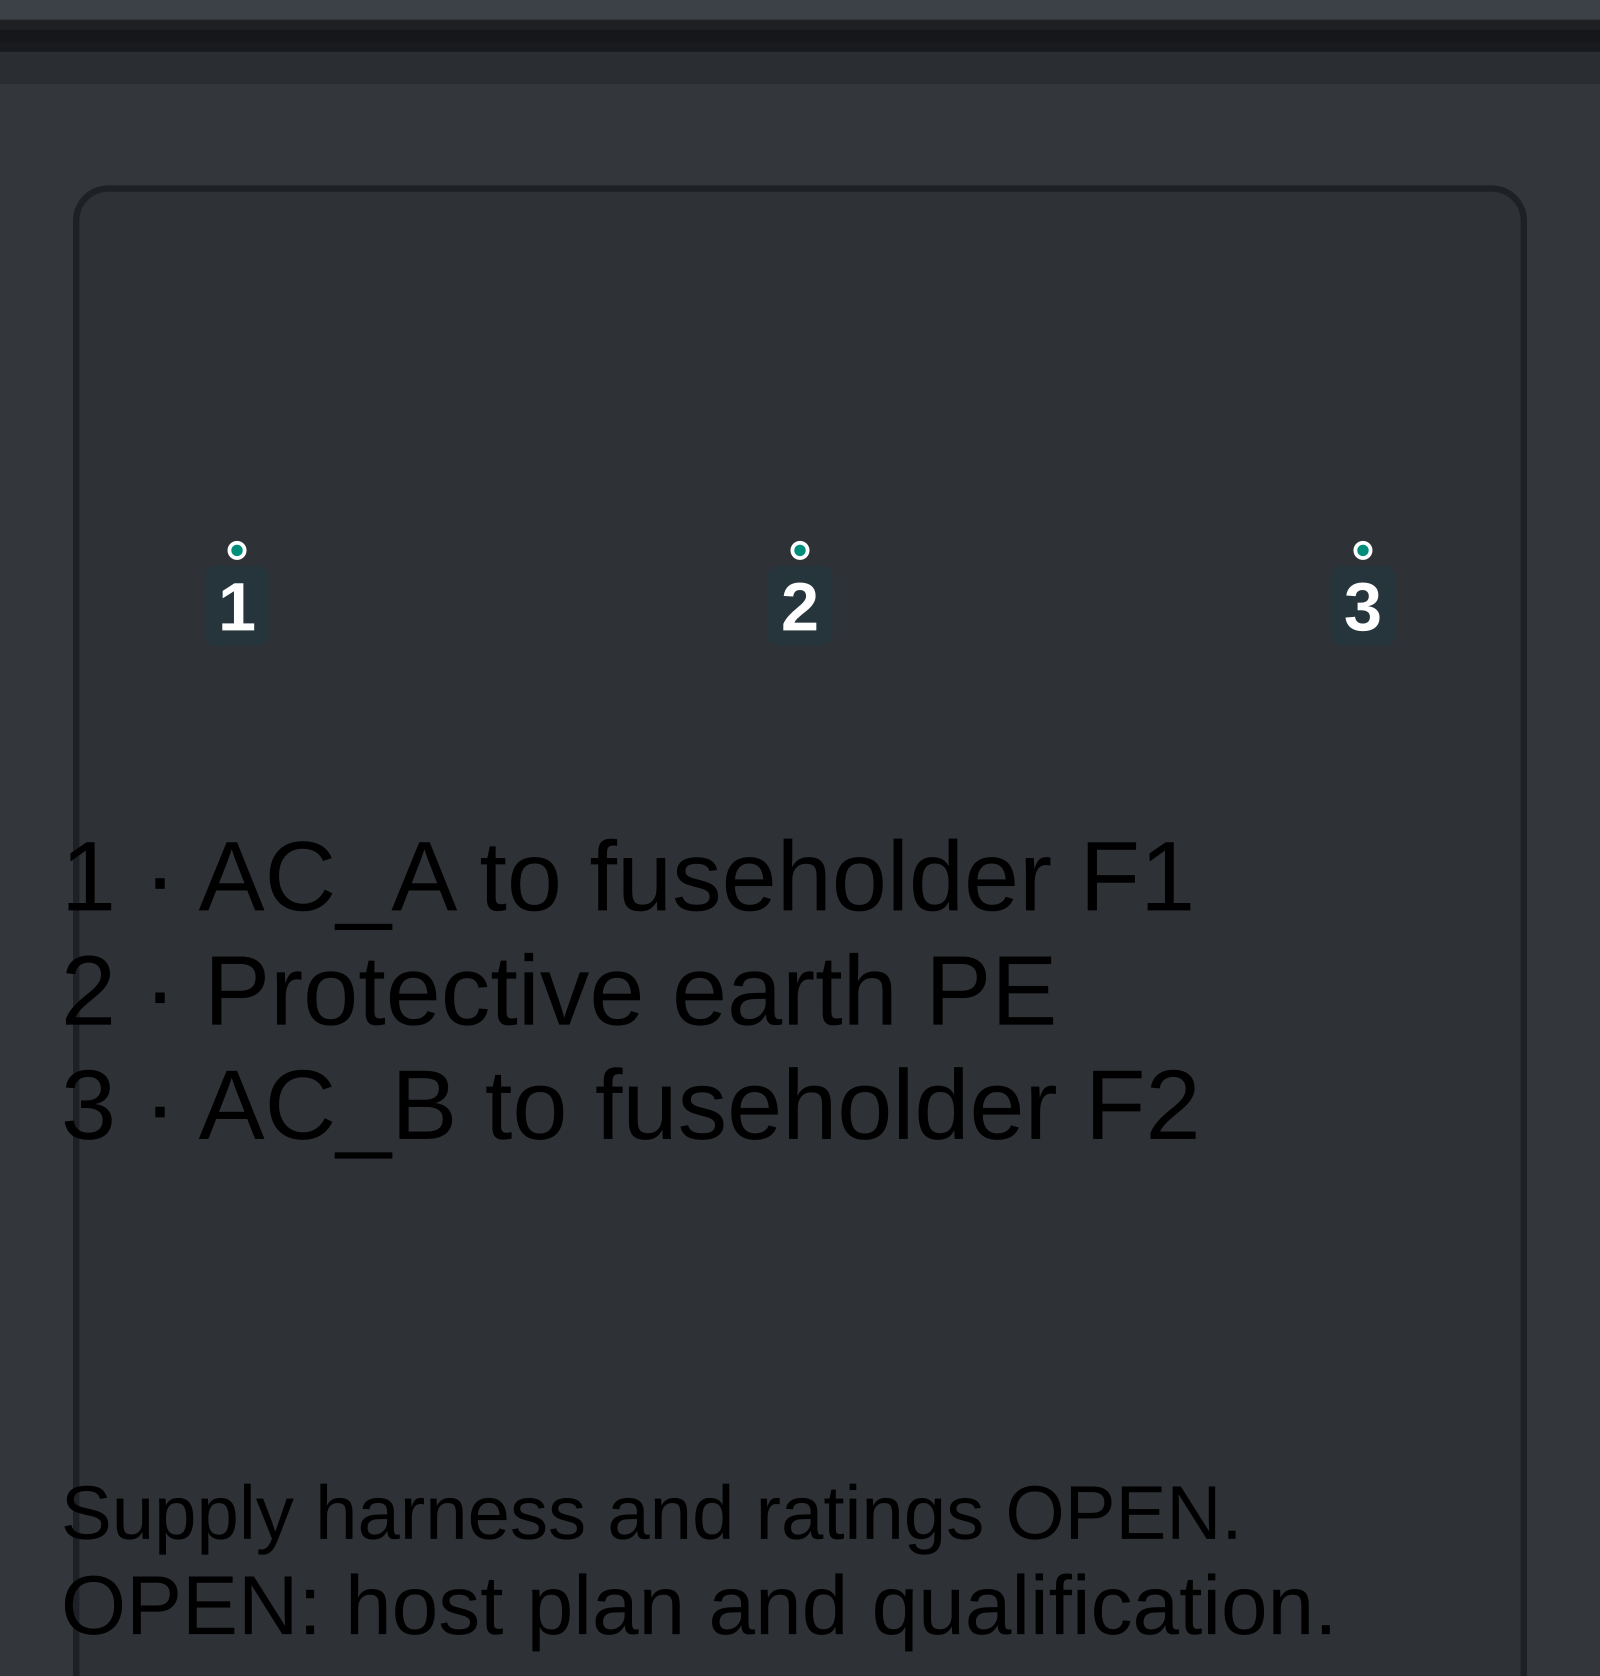 1 2 3
1 · AC_A to fuseholder F1
2 · Protective earth PE
3 · AC_B to fuseholder F2
Supply harness and ratings OPEN.
OPEN: host plan and qualification.